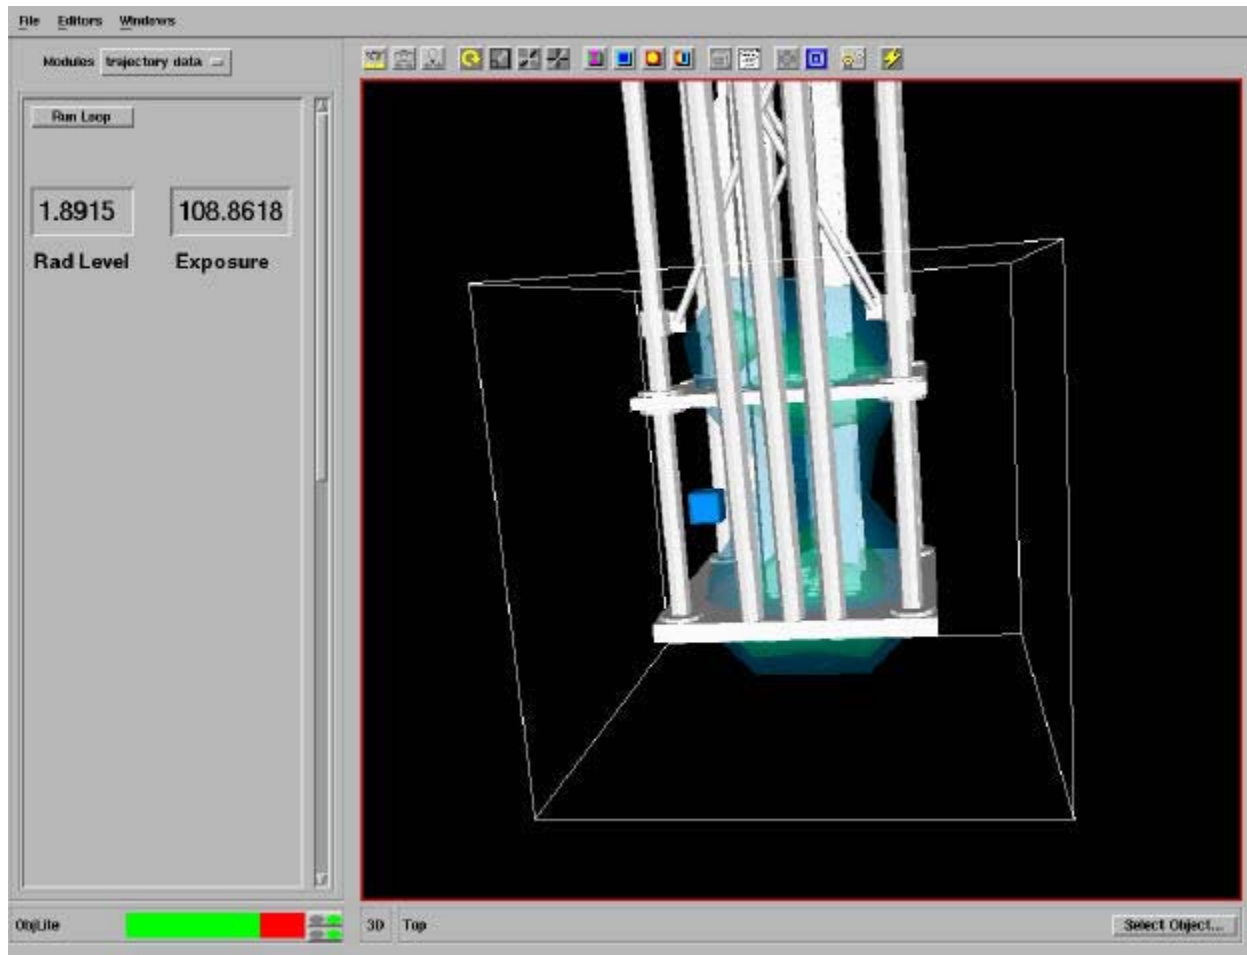 File Editors Windows
Modules trajectory data
Run Loop
1.8915 108.8618
Rad Level Exposure
ObjLite
3D Top Select Object...